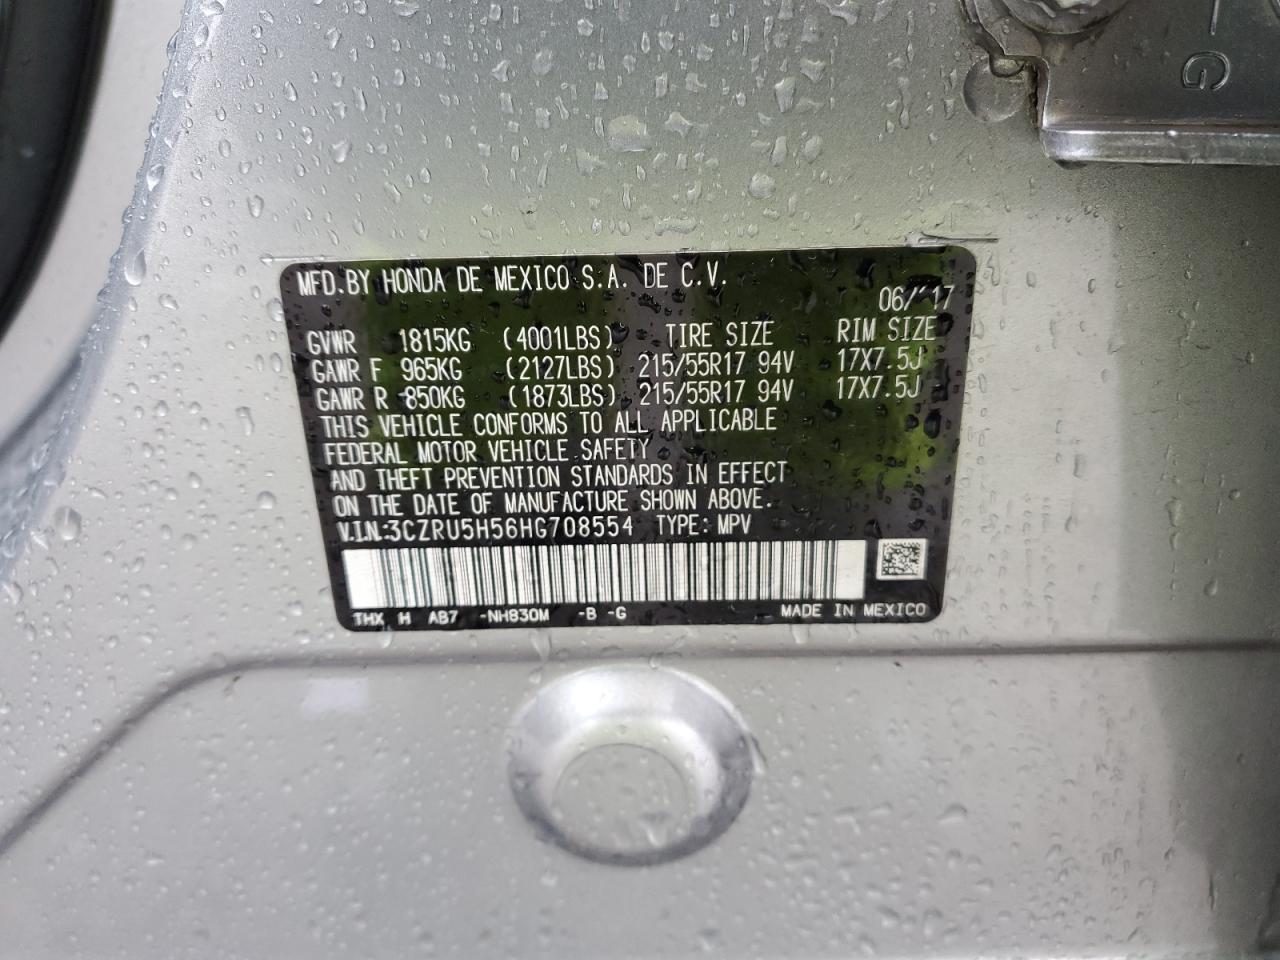 G
MFD.BY HONDA DE MEXICO S.A. DE C.V.
06/17
GVWR 1815KG (4001LBS) TIRE SIZE RIM SIZE
GAWR F 965KG (2127LBS) 215/55R17 94V 17X7.5J
GAWR R 850KG (1873LBS) 215/55R17 94V 17X7.5J
THIS VEHICLE CONFORMS TO ALL APPLICABLE
FEDERAL MOTOR VEHICLE SAFETY
AND THEFT PREVENTION STANDARDS IN EFFECT
ON THE DATE OF MANUFACTURE SHOWN ABOVE.
V.I.N:3CZRU5H56HG708554 TYPE: MPV
THX H AB7 -NH830M -B -G MADE IN MEXICO